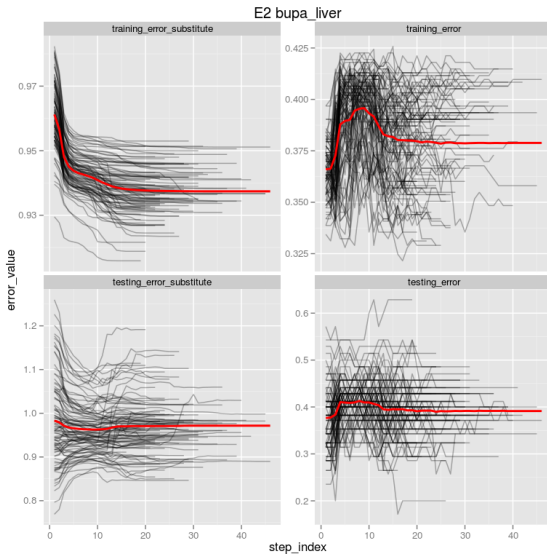 E2 bupa_liver
training_error_substitute
training_error
0.97
0.95
0.93
0.425
0.400
0.375
0.350
0.325
error_value
testing_error_substitute
testing_error
1.2
1.1
1.0
0.9
0.8
0.6
0.5
0.4
0.3
0.2
0 10 20 30 40
0 10 20 30 40
step_index